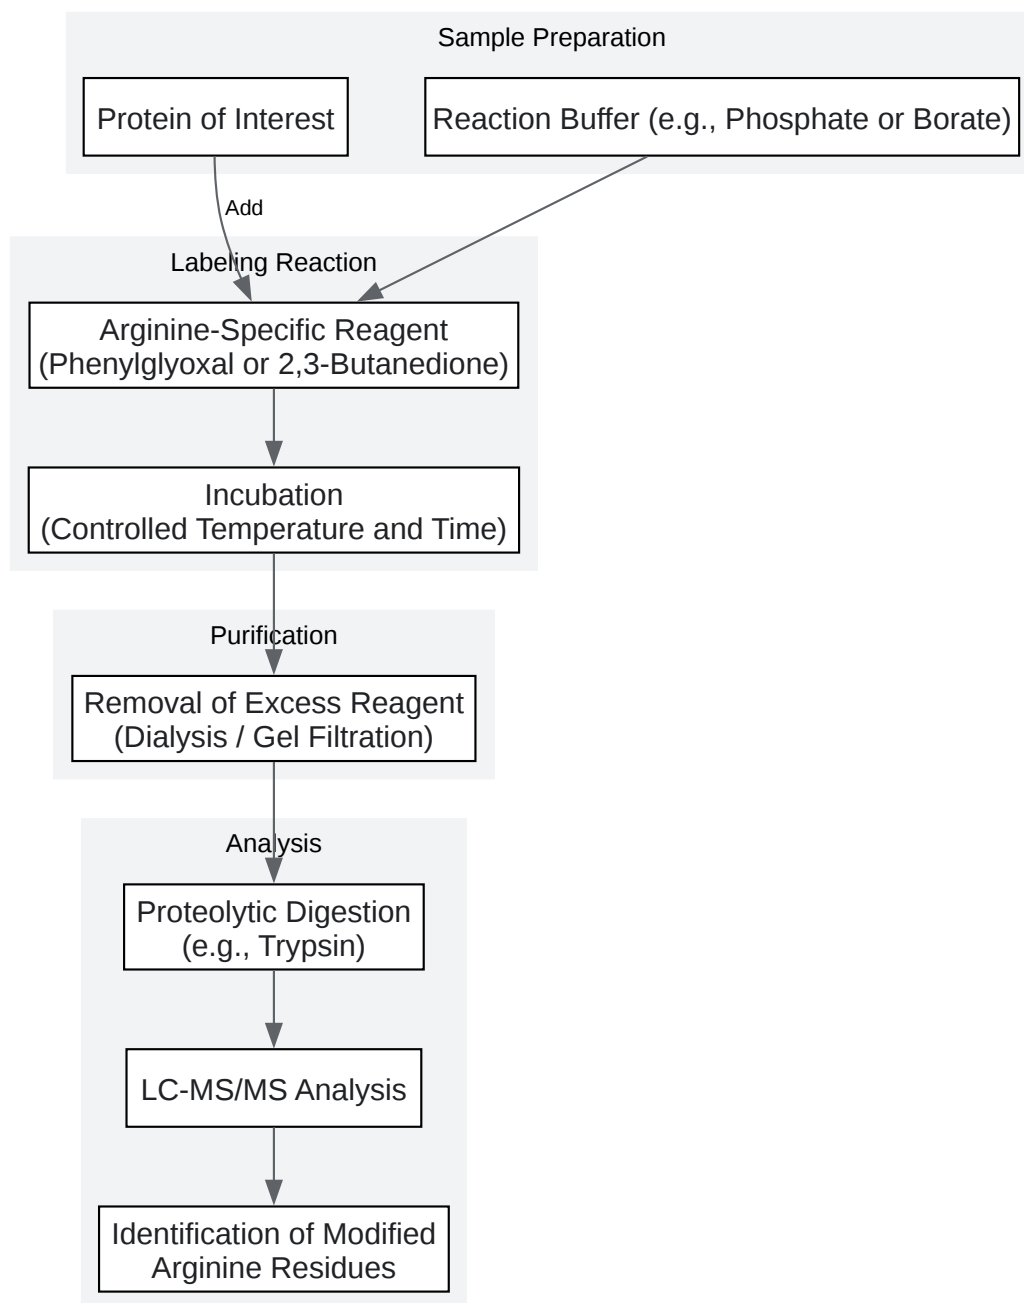 Sample Preparation
Protein of Interest
Reaction Buffer (e.g., Phosphate or Borate)
Add
Labeling Reaction
Arginine-Specific Reagent
(Phenylglyoxal or 2,3-Butanedione)
Incubation
(Controlled Temperature and Time)
Purification
Removal of Excess Reagent
(Dialysis / Gel Filtration)
Analysis
Proteolytic Digestion
(e.g., Trypsin)
LC-MS/MS Analysis
Identification of Modified
Arginine Residues